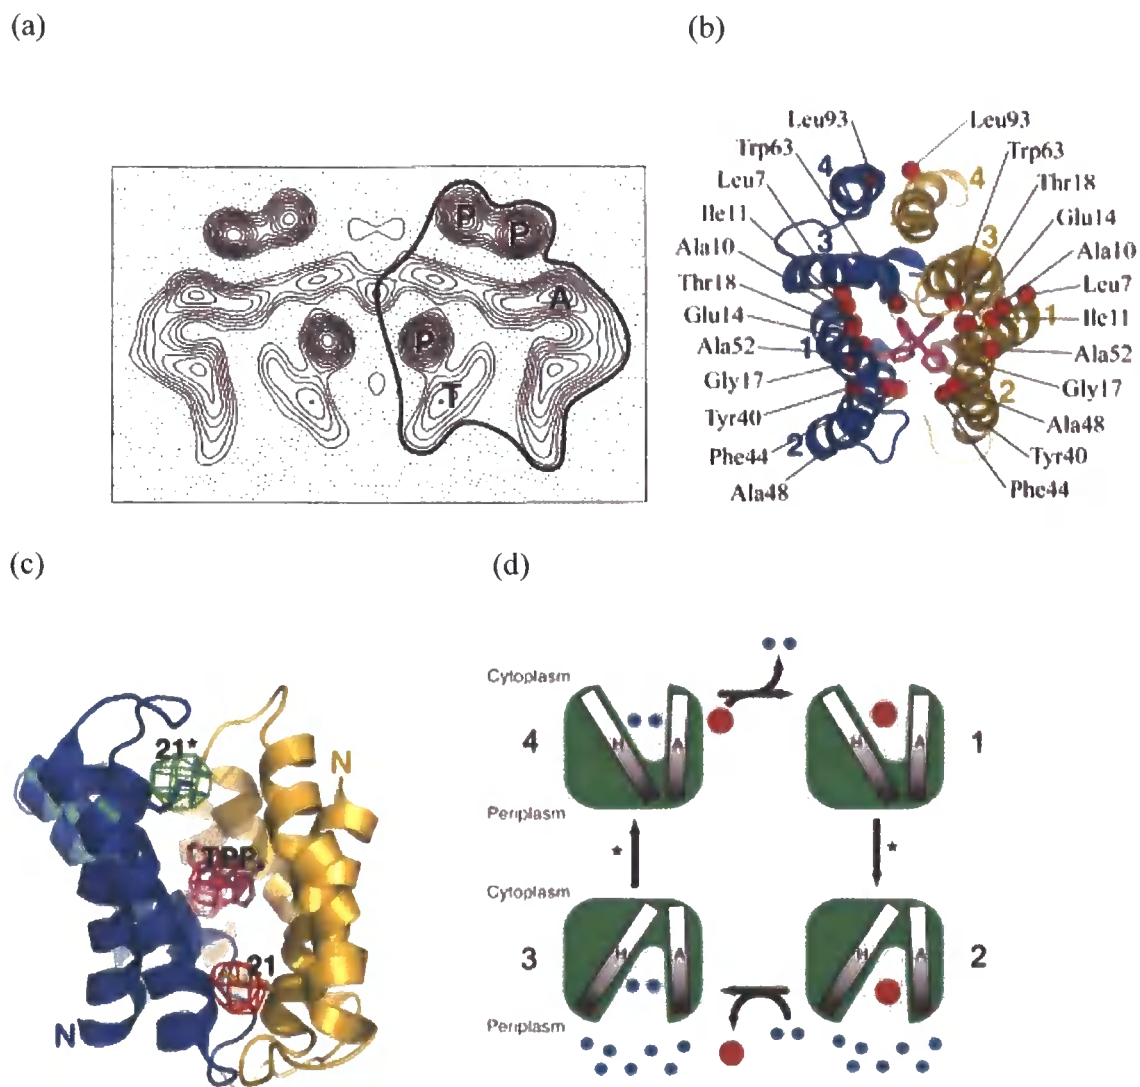 (a)
P
P
A
P
T
(b)
Leu93
Leu93
Trp63
Trp63
Leu7
Thr18
Ile11
Glu14
Ala10
Ala10
Thr18
Leu7
Glu14
Ile11
Ala52
Ala52
Gly17
Gly17
Tyr40
Ala48
Phe44
Tyr40
Ala48
Phe44
4
4
3
3
1
1
2
2
(c)
21*
N
TPP
21
N
(d)
Cytoplasm
4
H
A
1
H
A
Periplasm
*
*
Cytoplasm
3
H
A
2
H
A
Periplasm